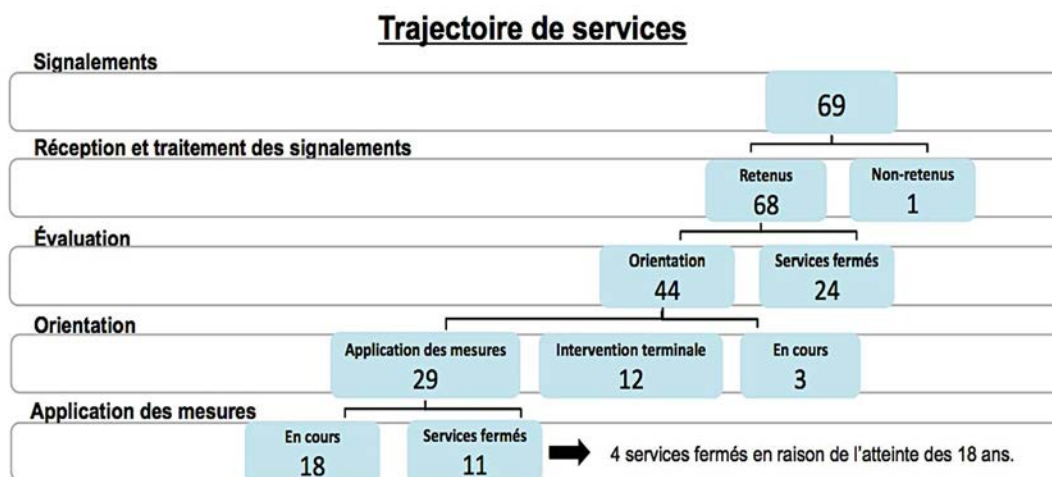 Trajectoire de services
Signalements
69
Réception et traitement des signalements
Retenus
68
Non-retenus
1
Évaluation
Orientation
44
Services fermés
24
Orientation
Application des mesures
29
Intervention terminale
12
En cours
3
Application des mesures
En cours
18
Services fermés
11
4 services fermés en raison de l'atteinte des 18 ans.